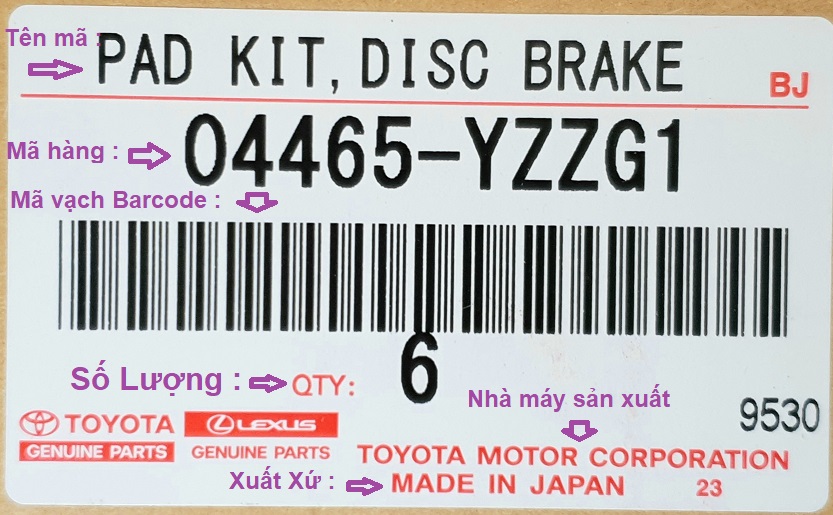 Tên mã :
PAD KIT, DISC BRAKE
BJ
Mã hàng :
04465-YZZG1
Mã vạch Barcode :
6
Số Lượng :
QTY:
Nhà máy sản xuất
9530
TOYOTA
LEXUS
GENUINE PARTS
GENUINE PARTS
TOYOTA MOTOR CORPORATION
Xuất Xứ :
MADE IN JAPAN
23